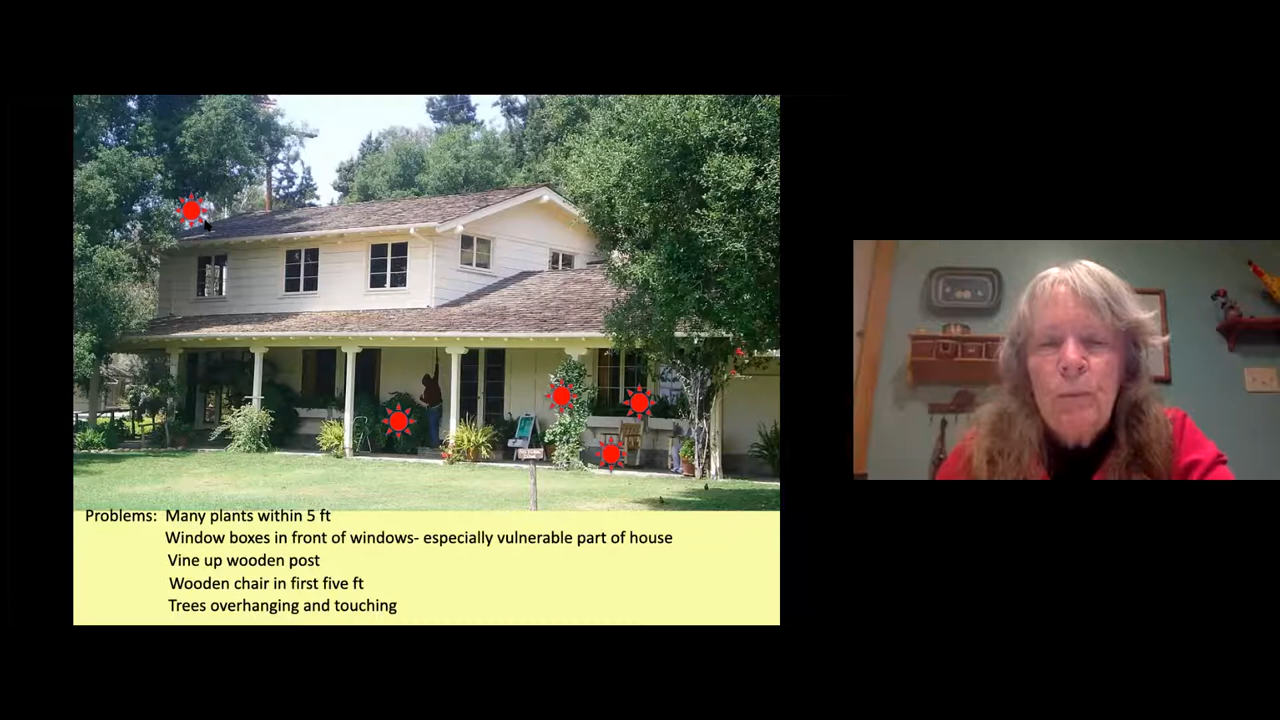 Problems: Many plants within 5 ft
Window boxes in front of windows- especially vulnerable part of house
Vine up wooden post
Wooden chair in first five ft
Trees overhanging and touching